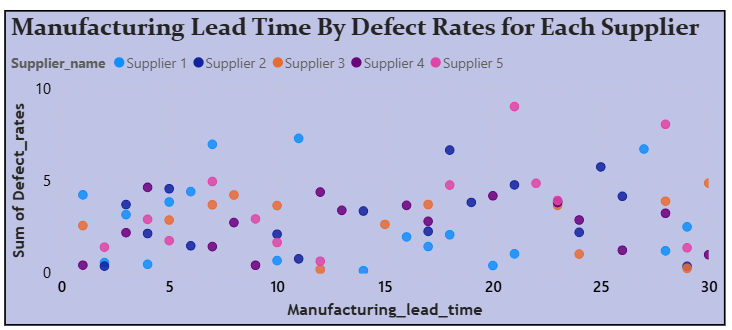 Manufacturing Lead Time By Defect Rates for Each Supplier
Supplier_name Supplier 1 Supplier 2 Supplier 3 Supplier 4 Supplier 5
10
5
0
Sum of Defect_rates
0 5 10 15 20 25 30
Manufacturing_lead_time